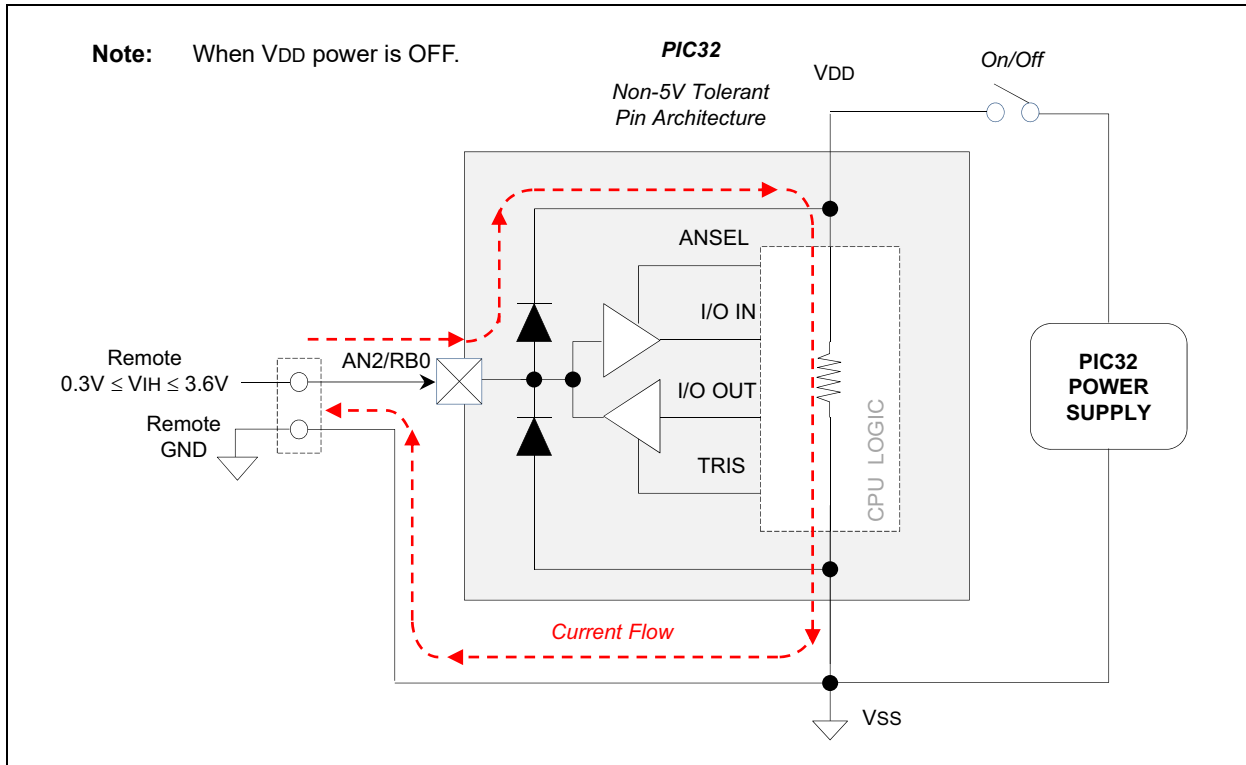 Note: When VDD power is OFF.
PIC32
Non-5V Tolerant
Pin Architecture
VDD
On/Off
ANSEL
I/O IN
I/O OUT
TRIS
CPU LOGIC
Remote
0.3V ≤ VIH ≤ 3.6V
AN2/RB0
Remote
GND
PIC32
POWER
SUPPLY
Current Flow
VSS